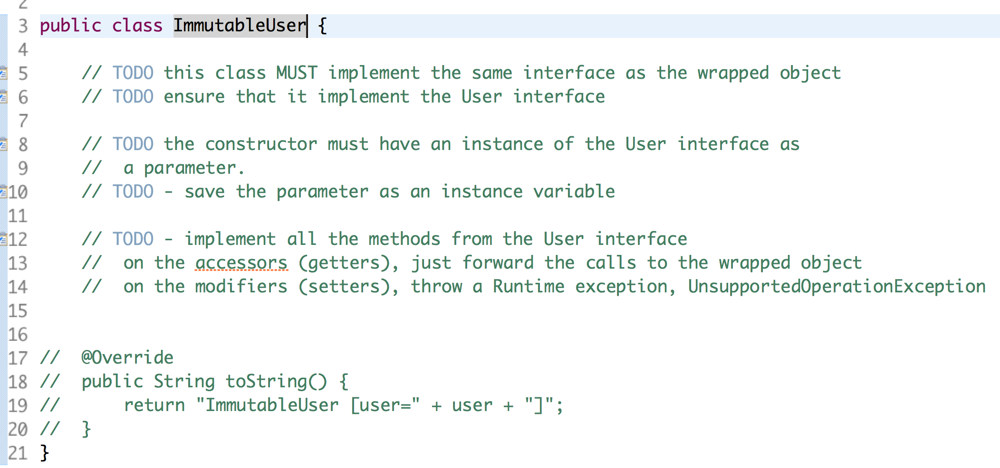 2
3 public class ImmutableUser {
4
5 // TODO this class MUST implement the same interface as the wrapped object
6 // TODO ensure that it implement the User interface
7
8 // TODO the constructor must have an instance of the User interface as
9 //  a parameter.
10 // TODO - save the parameter as an instance variable
11
12 // TODO - implement all the methods from the User interface
13 //  on the accessors (getters), just forward the calls to the wrapped object
14 //  on the modifiers (setters), throw a Runtime exception, UnsupportedOperationException
15
16
17 //  @Override
18 //  public String toString() {
19 //      return "ImmutableUser [user=" + user + "]";
20 //  }
21 }